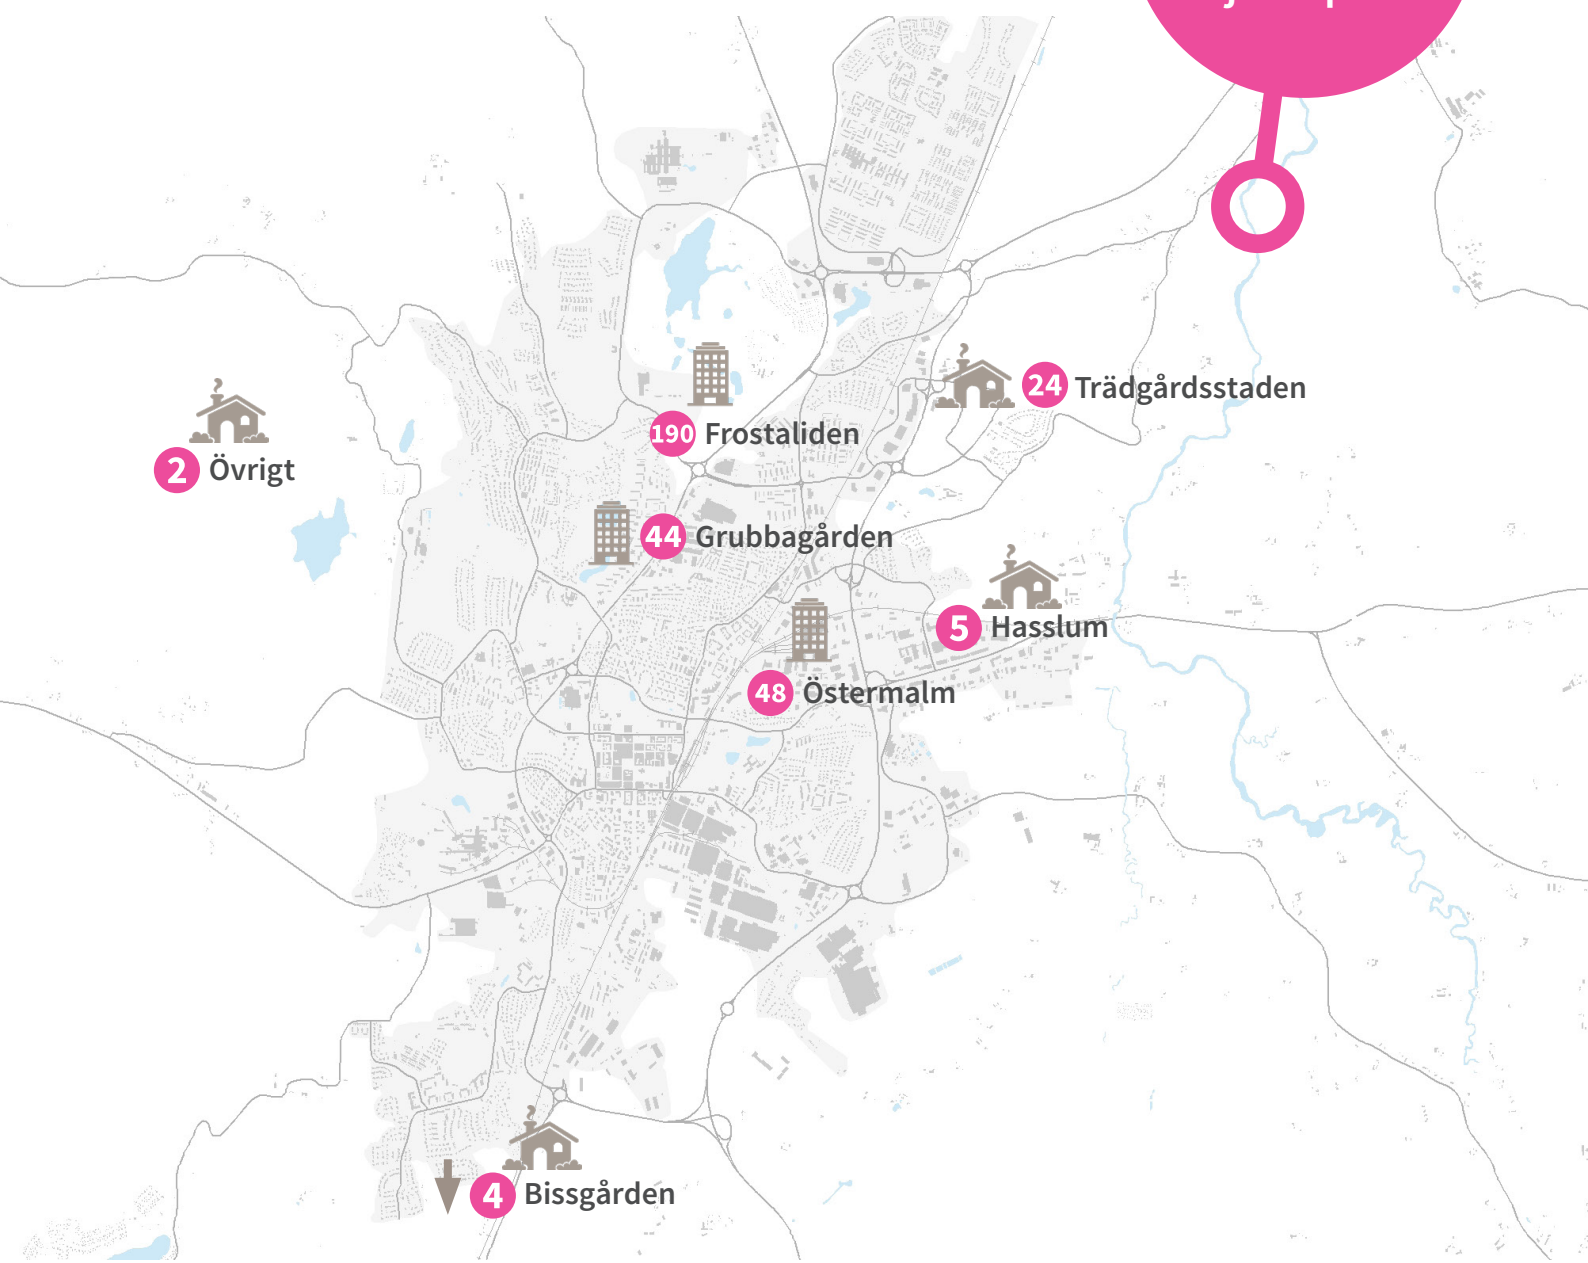 24 Trädgårdsstaden
190 Frostaliden
2 Övrigt
44 Grubbagården
5 Hasslum
48 Östermalm
4 Bissgården